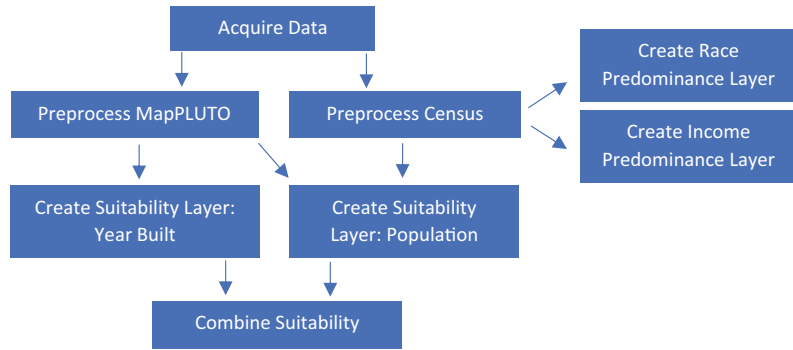 Acquire Data
Preprocess MapPLUTO
Preprocess Census
Create Race
Predominance Layer
Create Income
Predominance Layer
Create Suitability Layer:
Year Built
Create Suitability
Layer: Population
Combine Suitability